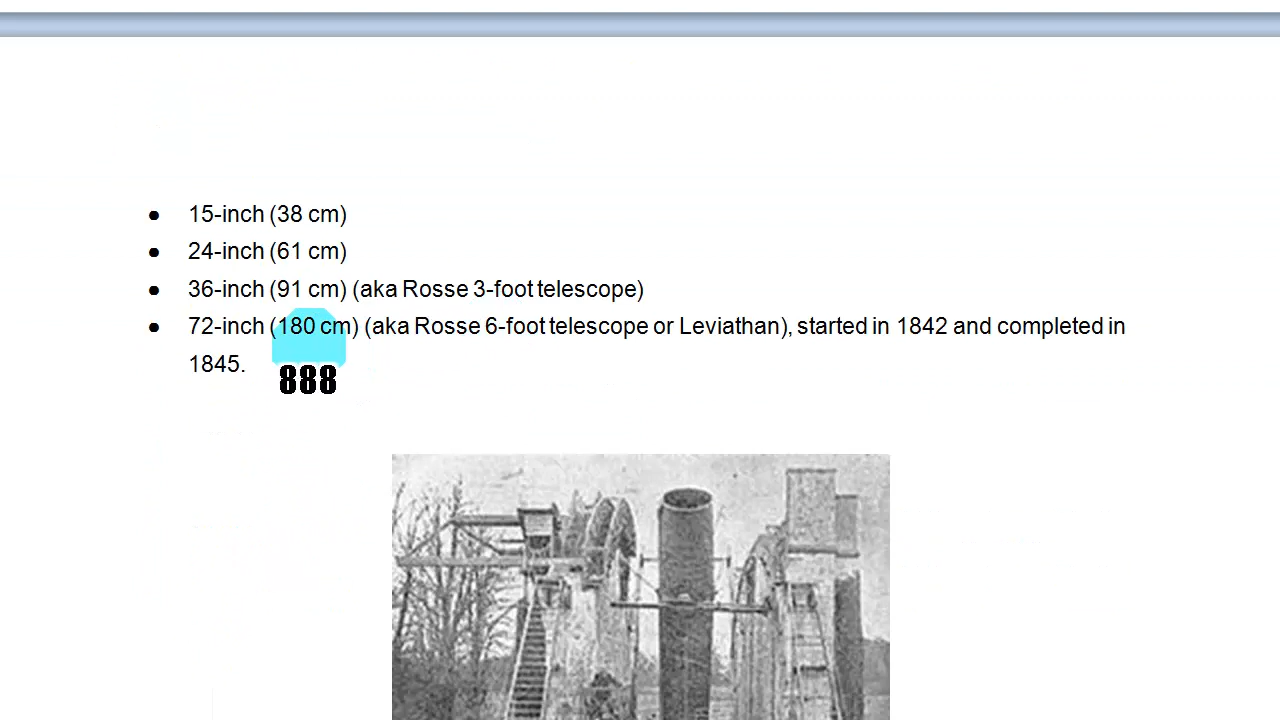 ● 15-inch (38 cm)
● 24-inch (61 cm)
● 36-inch (91 cm) (aka Rosse 3-foot telescope)
● 72-inch (180 cm) (aka Rosse 6-foot telescope or Leviathan), started in 1842 and completed in
1845.
888